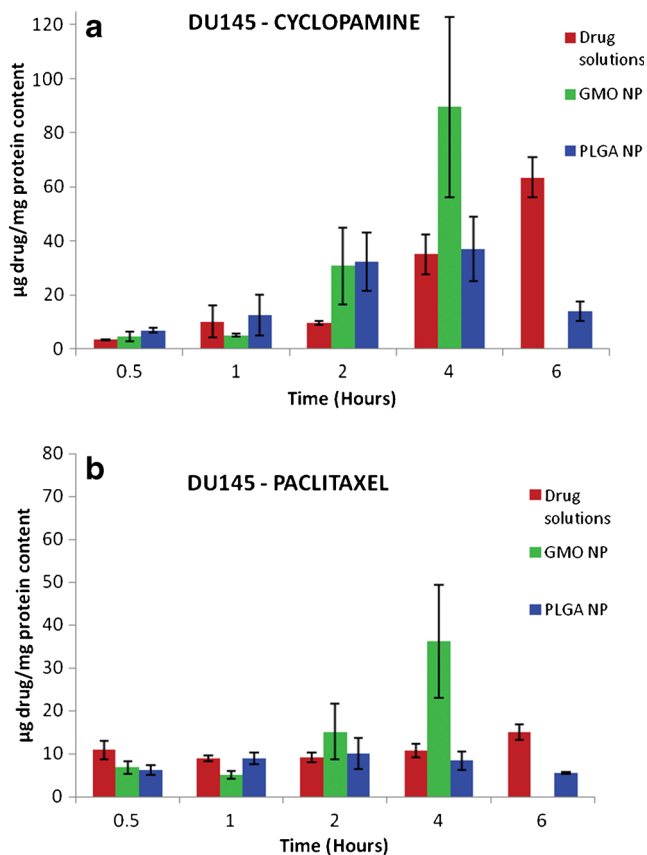 a
DU145 - CYCLOPAMINE
µg drug/mg protein content
120
100
80
60
40
20
0
0.5 1 2 4 6
Time (Hours)
Drug
solutions
GMO NP
PLGA NP
b
DU145 - PACLITAXEL
µg drug/mg protein content
80
70
60
50
40
30
20
10
0
0.5 1 2 4 6
Time (Hours)
Drug
solutions
GMO NP
PLGA NP